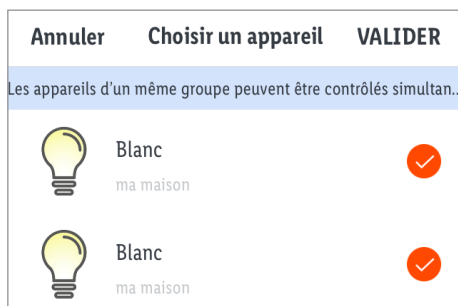 Annuler Choisir un appareil VALIDER
Les appareils d'un même groupe peuvent être contrôlés simultan..
Blanc
ma maison
Blanc
ma maison